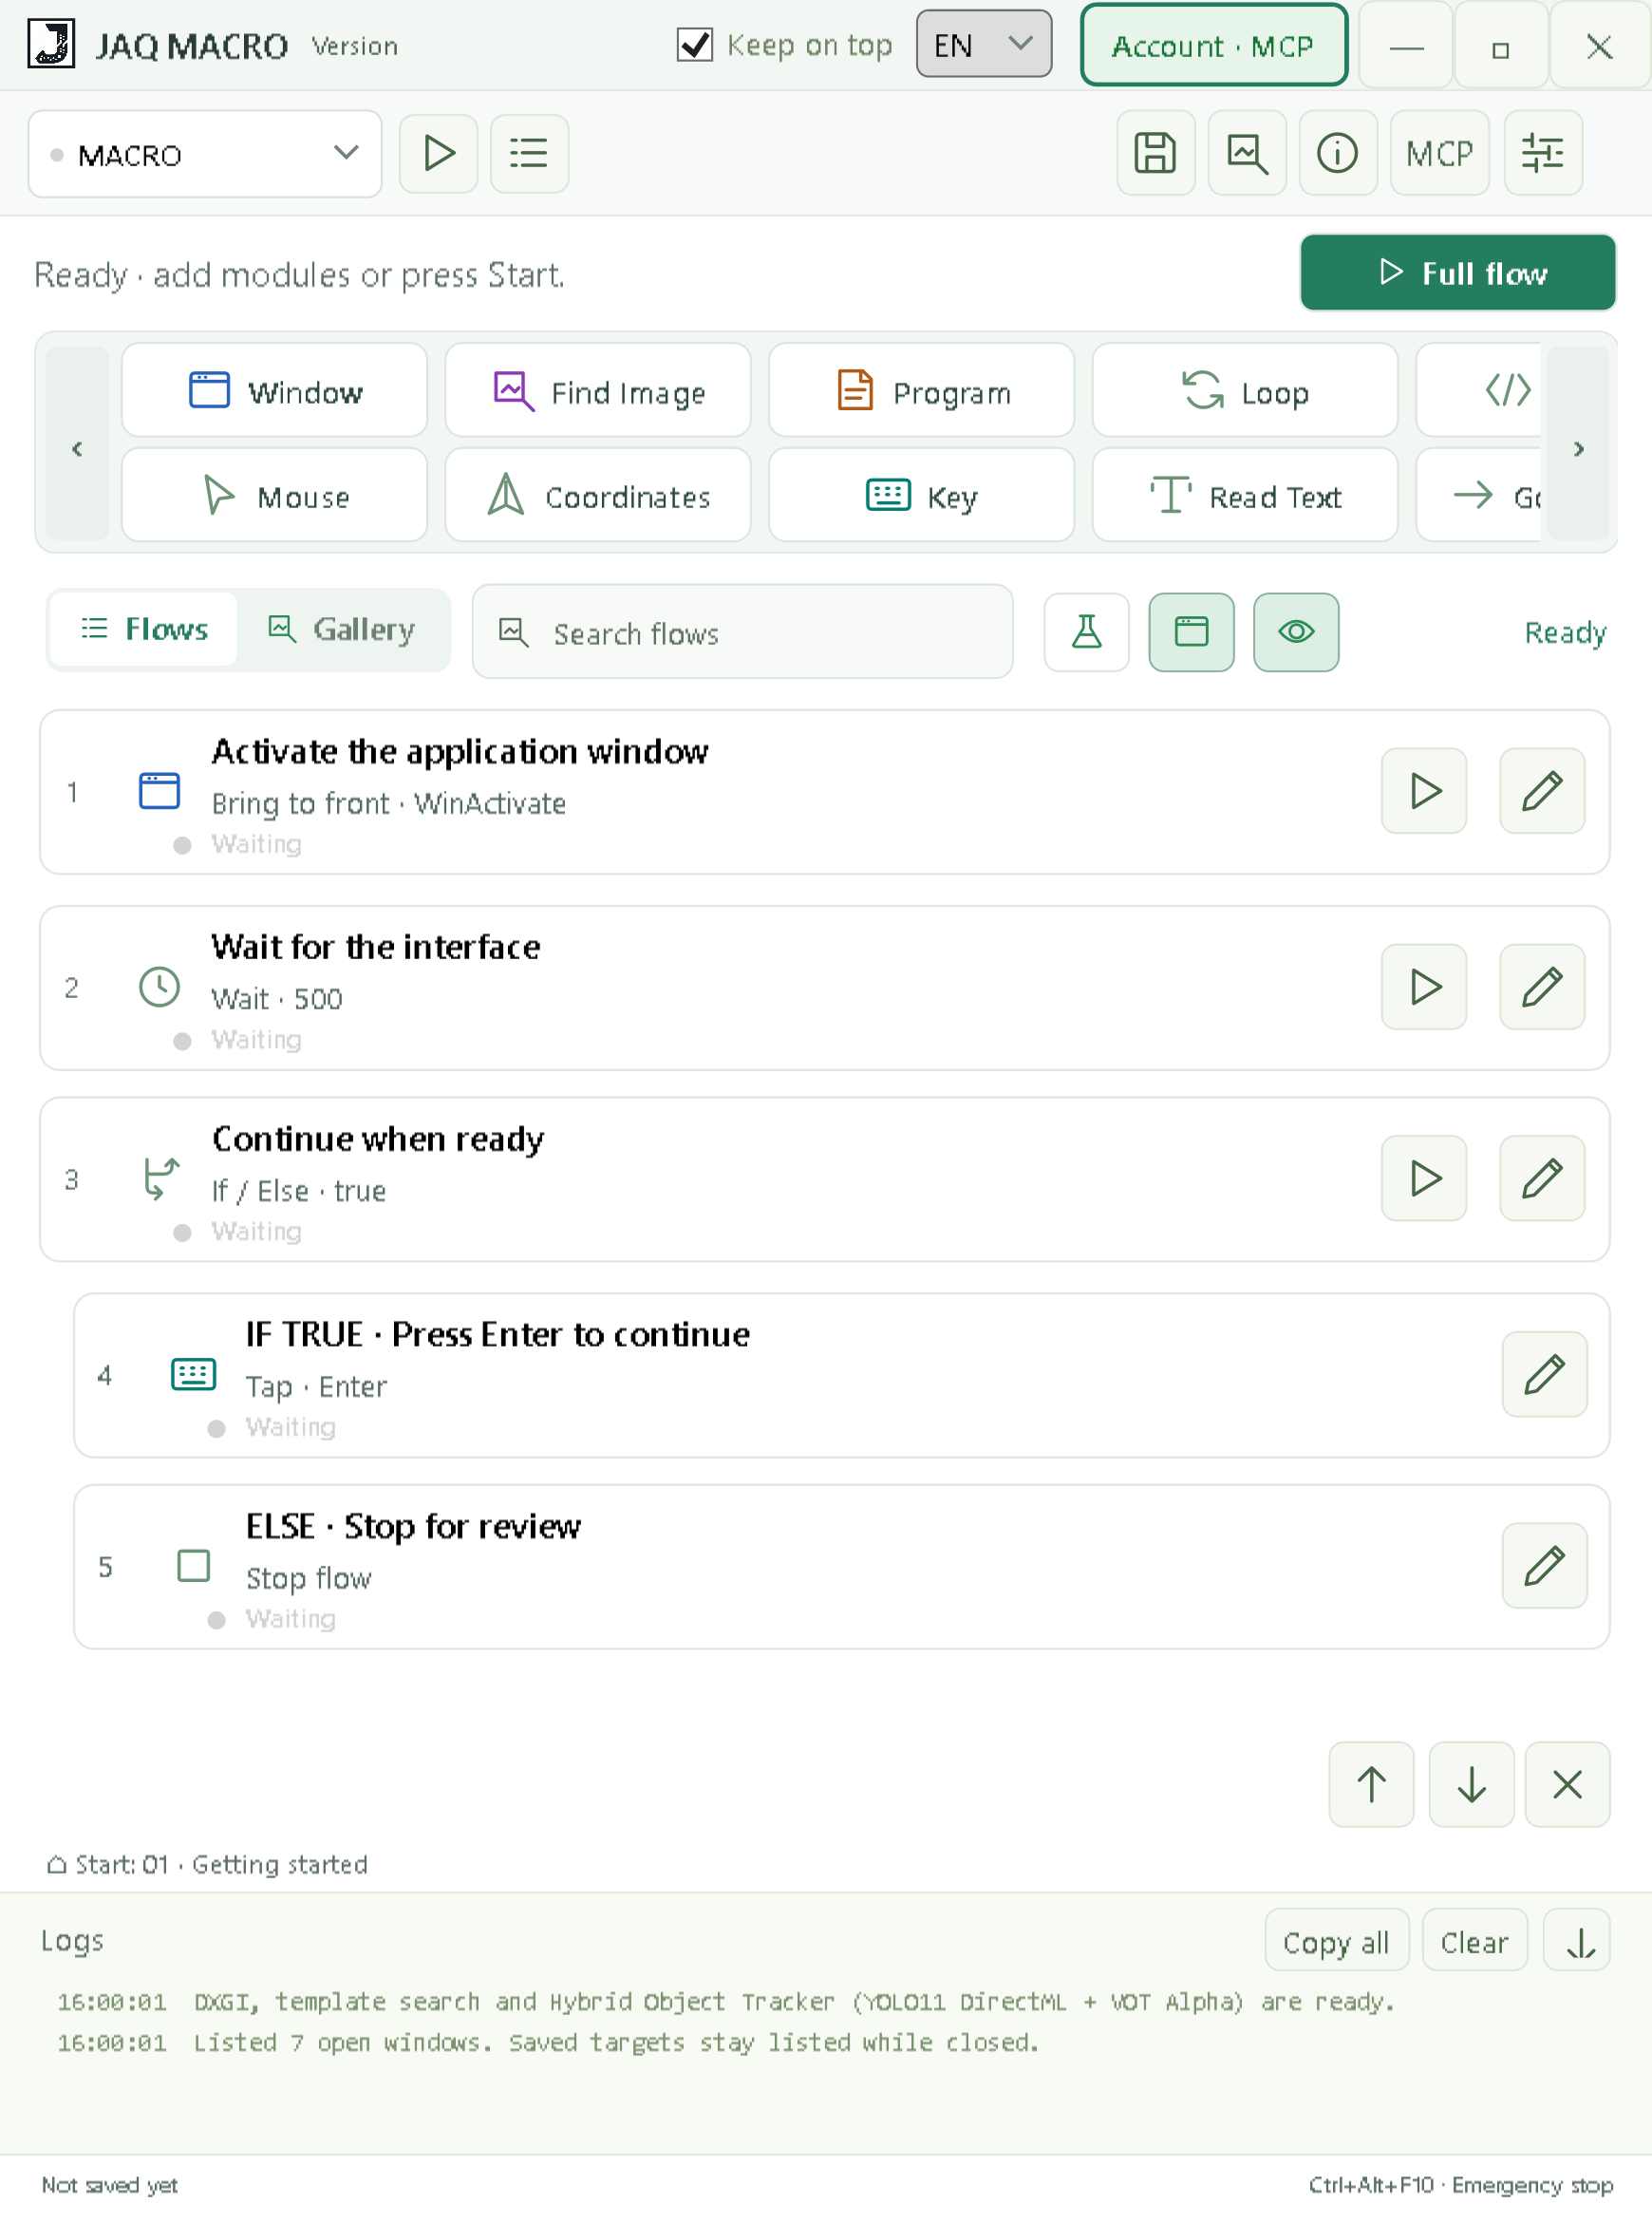 JAQ MACRO Version Keep on top EN Account · MCP
MACRO MCP
Ready · add modules or press Start. Full flow
Window Find Image Program Loop
Mouse Coordinates Key Read Text
Flows Gallery Search flows Ready
Activate the application window
1
Bring to front · WinActivate
Waiting
Wait for the interface
2
Wait · 500
Waiting
Continue when ready
3
If / Else · true
Waiting
IF TRUE · Press Enter to continue
4
Tap · Enter
Waiting
ELSE · Stop for review
5
Stop flow
Waiting
Start: 01 · Getting started
Logs Copy all Clear
16:00:01 DXGI, template search and Hybrid Object Tracker (YOLO11 DirectML + VOT Alpha) are ready.
16:00:01 Listed 7 open windows. Saved targets stay listed while closed.
Not saved yet Ctrl+Alt+F10 · Emergency stop